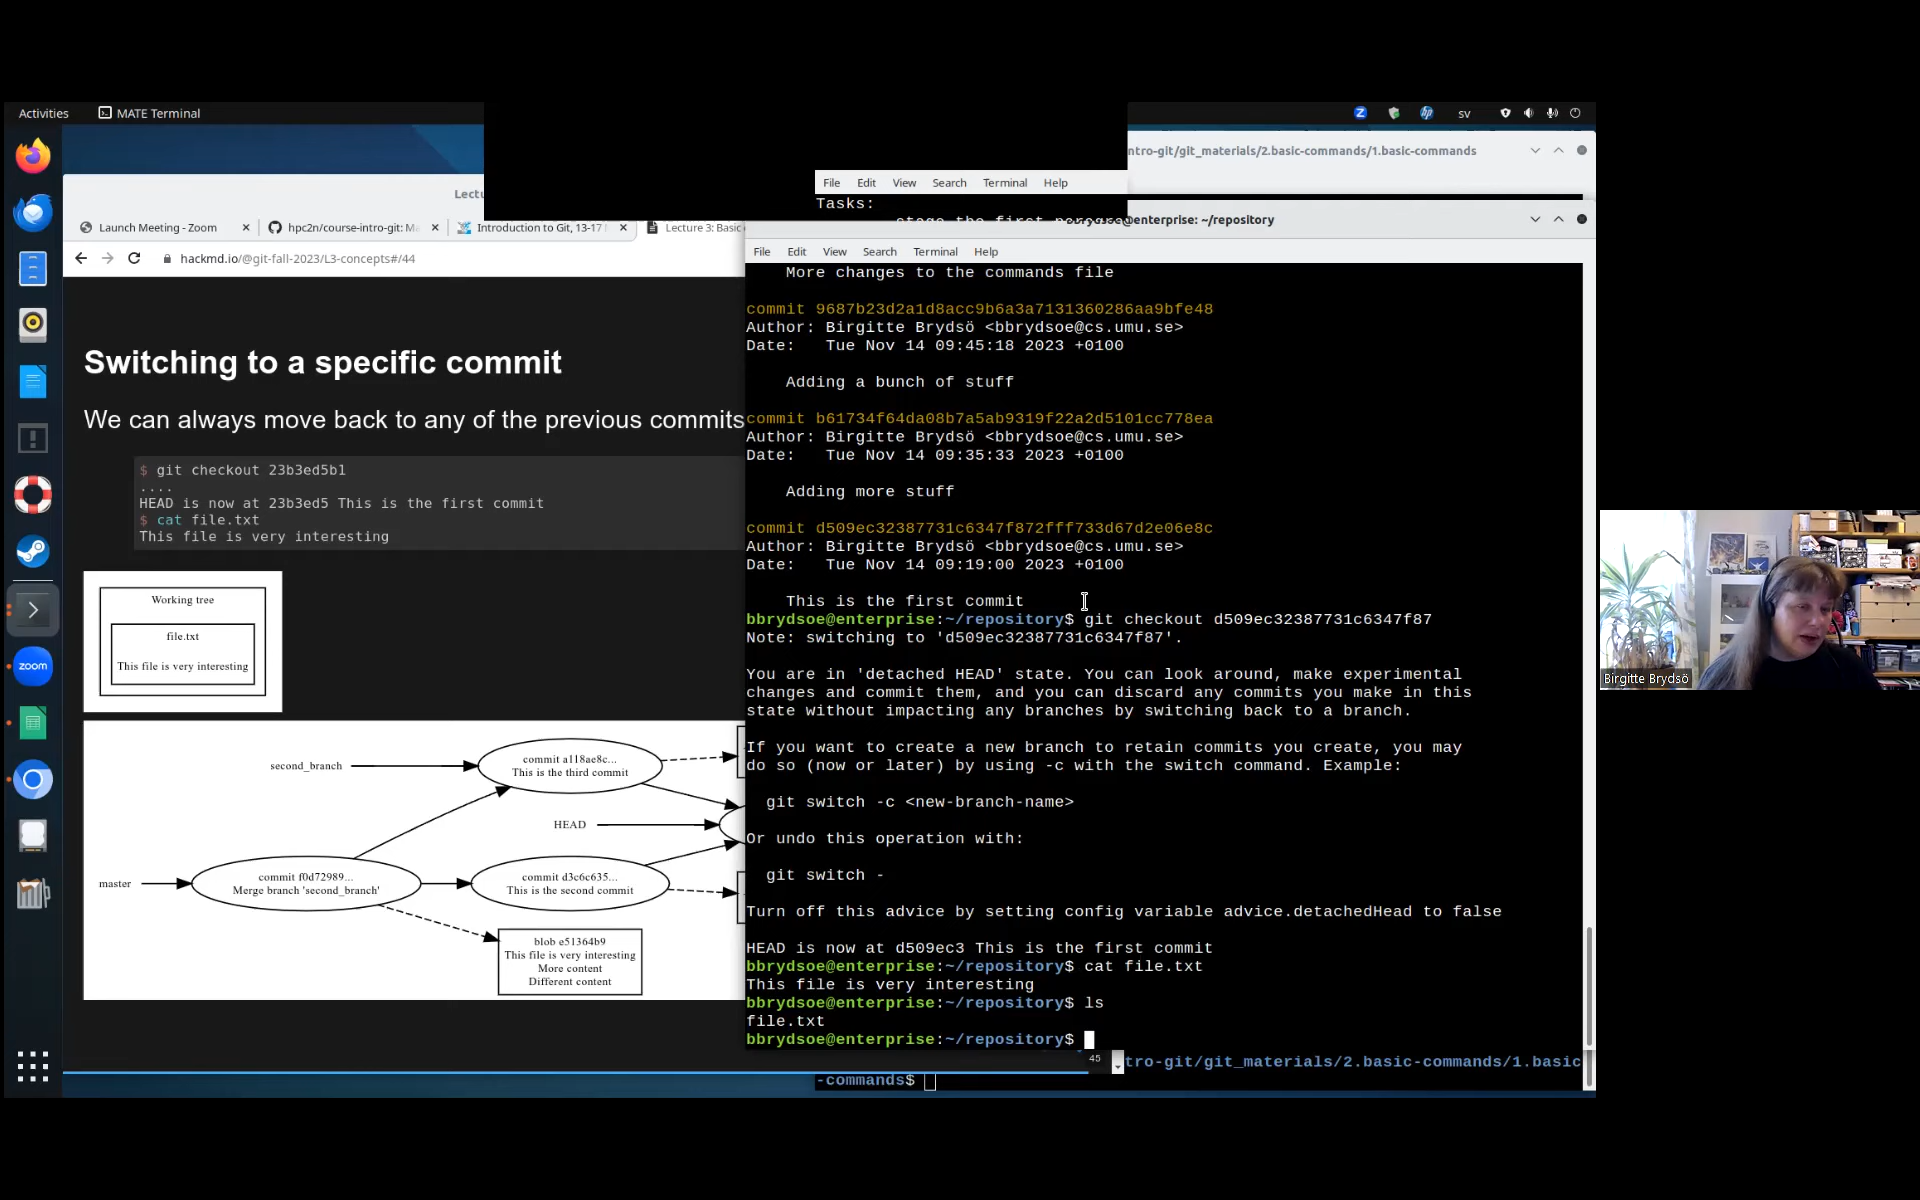 Activities
MATE Terminal
sv
ntro-git/git_materials/2.basic-commands/1.basic-commands
File Edit View Search Terminal Help
Tasks:
stage the first
@enterprise: ~/repository
Lectu
Launch Meeting - Zoom
hpc2n/course-intro-git: Ma
Introduction to Git, 13-17
Lecture 3: Basic
hackmd.io/@git-fall-2023/L3-concepts#/44
Switching to a specific commit
We can always move back to any of the previous commits
$ git checkout 23b3ed5b1
....
HEAD is now at 23b3ed5 This is the first commit
$ cat file.txt
This file is very interesting
Working tree
file.txt
This file is very interesting
second_branch
commit a118ae8c...
This is the third commit
HEAD
master
commit f0d72989...
Merge branch 'second_branch'
commit d3c6c635...
This is the second commit
blob e51364b9
This file is very interesting
More content
Different content
File Edit View Search Terminal Help
More changes to the commands file
commit 9687b23d2a1d8acc9b6a3a7131360286aa9bfe48
Author: Birgitte Brydsö <bbrydsoe@cs.umu.se>
Date:   Tue Nov 14 09:45:18 2023 +0100
Adding a bunch of stuff
commit b61734f64da08b7a5ab9319f22a2d5101cc778ea
Author: Birgitte Brydsö <bbrydsoe@cs.umu.se>
Date:   Tue Nov 14 09:35:33 2023 +0100
Adding more stuff
commit d509ec32387731c6347f872fff733d67d2e06e8c
Author: Birgitte Brydsö <bbrydsoe@cs.umu.se>
Date:   Tue Nov 14 09:19:00 2023 +0100
This is the first commit
bbrydsoe@enterprise:~/repository$ git checkout d509ec32387731c6347f87
Note: switching to 'd509ec32387731c6347f87'.
You are in 'detached HEAD' state. You can look around, make experimental
changes and commit them, and you can discard any commits you make in this
state without impacting any branches by switching back to a branch.
If you want to create a new branch to retain commits you create, you may
do so (now or later) by using -c with the switch command. Example:
git switch -c <new-branch-name>
Or undo this operation with:
git switch -
Turn off this advice by setting config variable advice.detachedHead to false
HEAD is now at d509ec3 This is the first commit
bbrydsoe@enterprise:~/repository$ cat file.txt
This file is very interesting
bbrydsoe@enterprise:~/repository$ ls
file.txt
bbrydsoe@enterprise:~/repository$
45
tro-git/git_materials/2.basic-commands/1.basic
-commands$
zoom
Birgitte Brydsö